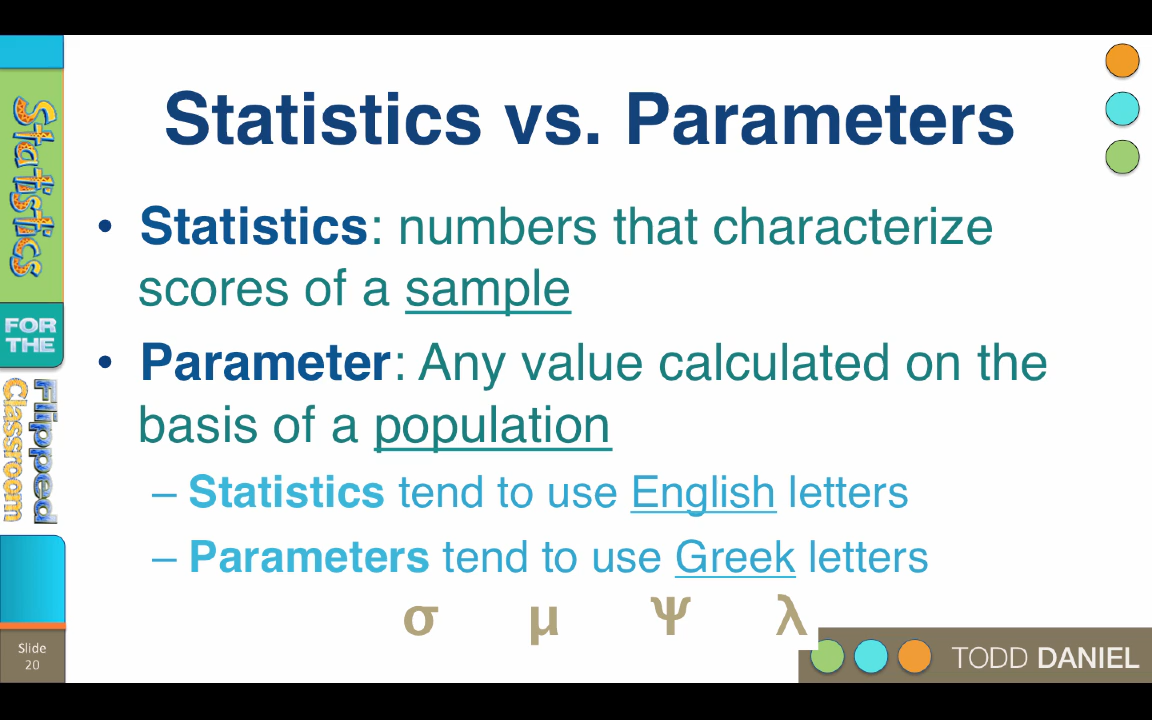 Statistics vs. Parameters
• Statistics: numbers that characterize
scores of a sample
• Parameter: Any value calculated on the
basis of a population
– Statistics tend to use English letters
– Parameters tend to use Greek letters
σ μ Ψ λ
Statistics
FOR
THE
Flipped
Classroom
Slide
20
TODD DANIEL